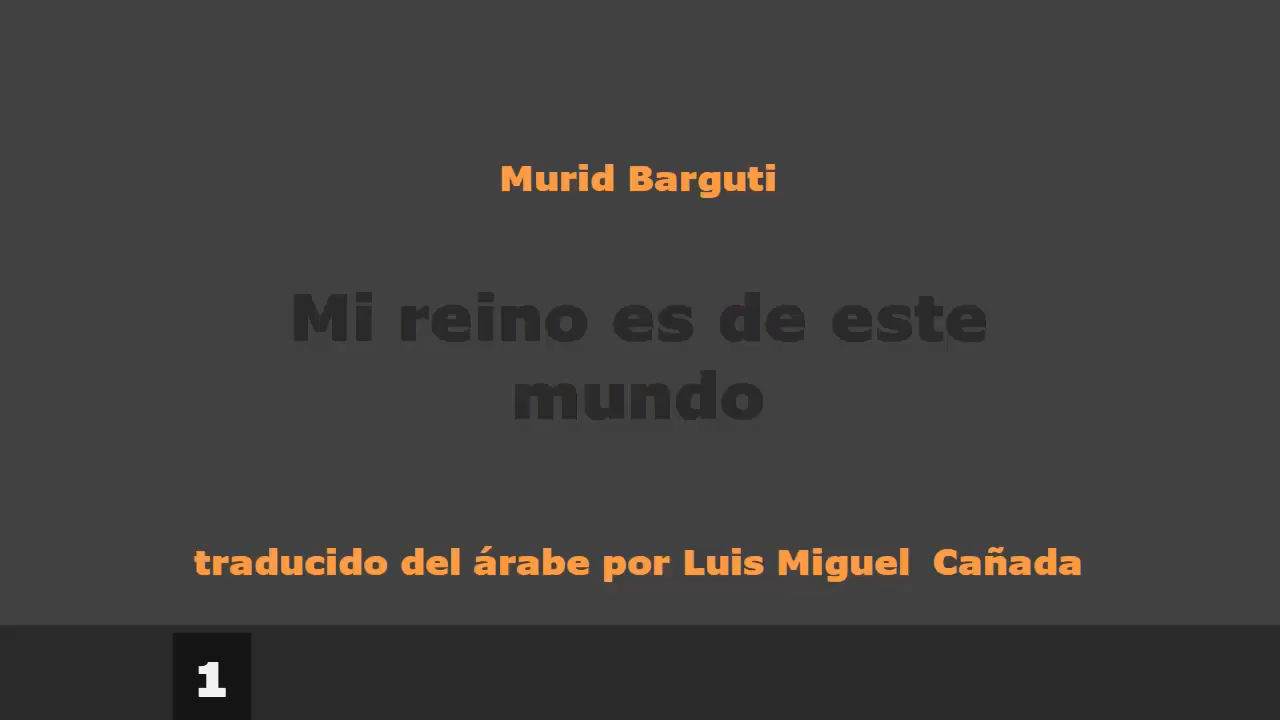 Murid Barguti
Mi reino es de este
mundo
traducido del árabe por Luis Miguel Cañada
1